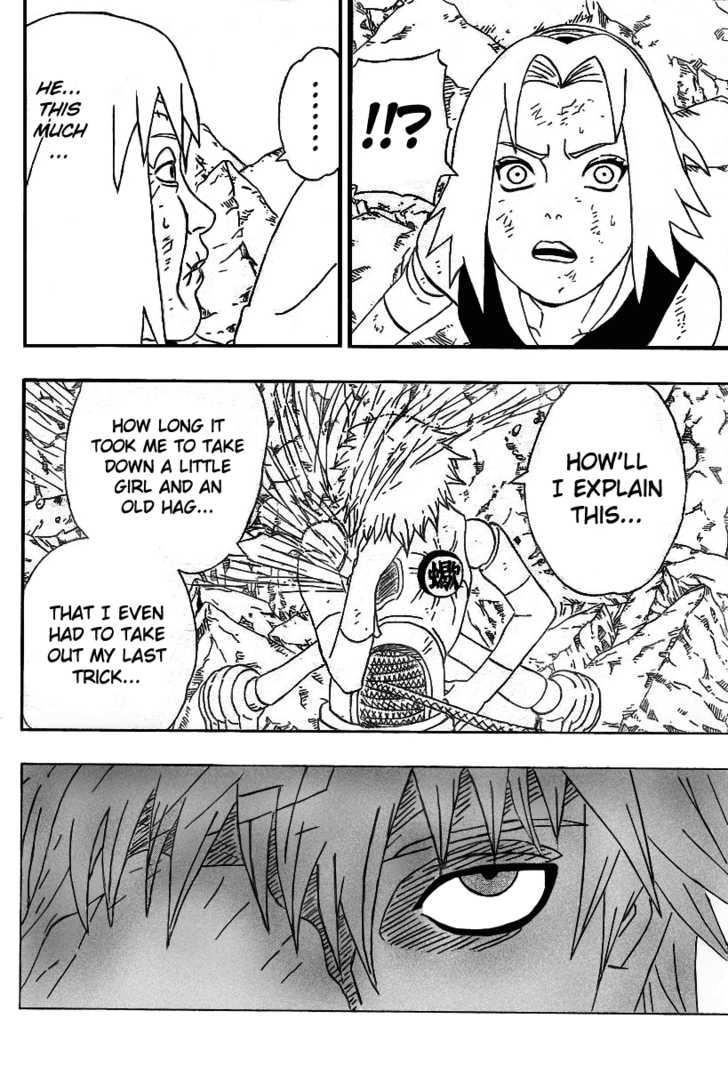 !!?
......
HE...
THIS
MUCH
...
HOW'LL
I EXPLAIN
THIS...
HOW LONG IT
TOOK ME TO TAKE
DOWN A LITTLE
GIRL AND AN
OLD HAG...
蠍
THAT I EVEN
HAD TO TAKE
OUT MY LAST
TRICK...